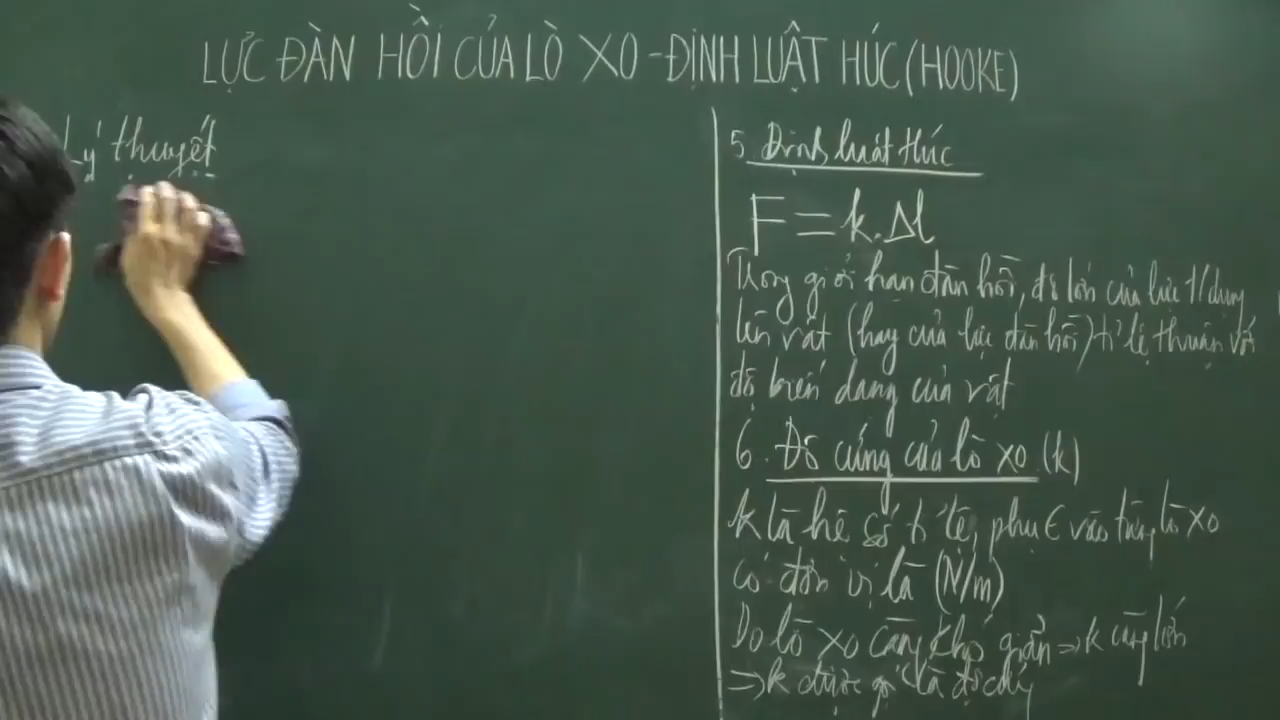 LỰC ĐÀN HỒI CỦA LÒ XO - ĐỊNH LUẬT HÚC (HOOKE)
Lý thuyết
5. Định luật Húc
F = k.Δl
Trong giới hạn đàn hồi, độ lớn của lực t/dụng
lên vật (hay của lực đàn hồi) tỉ lệ thuận với
độ biến dạng của vật
6. Độ cứng của lò xo (k)
k là hệ số tỉ lệ, phụ ∈ vào từng lò xo
có đơn vị là (N/m)
Do lò xo càng khó giãn ⇒ k càng lớn
⇒ k được gọi là độ cứng